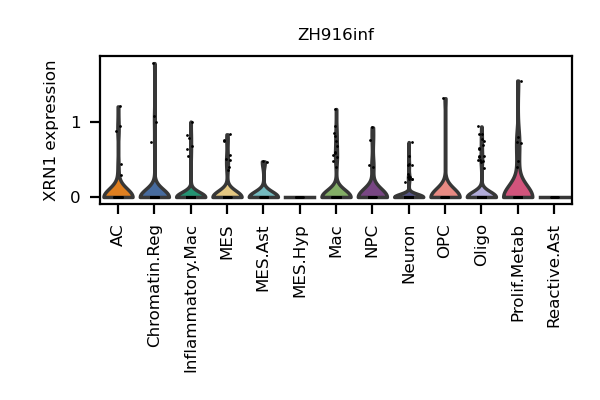 ZH916inf
XRN1 expression
1
0
AC
Chromatin.Reg
Inflammatory.Mac
MES
MES.Ast
MES.Hyp
Mac
NPC
Neuron
OPC
Oligo
Prolif.Metab
Reactive.Ast